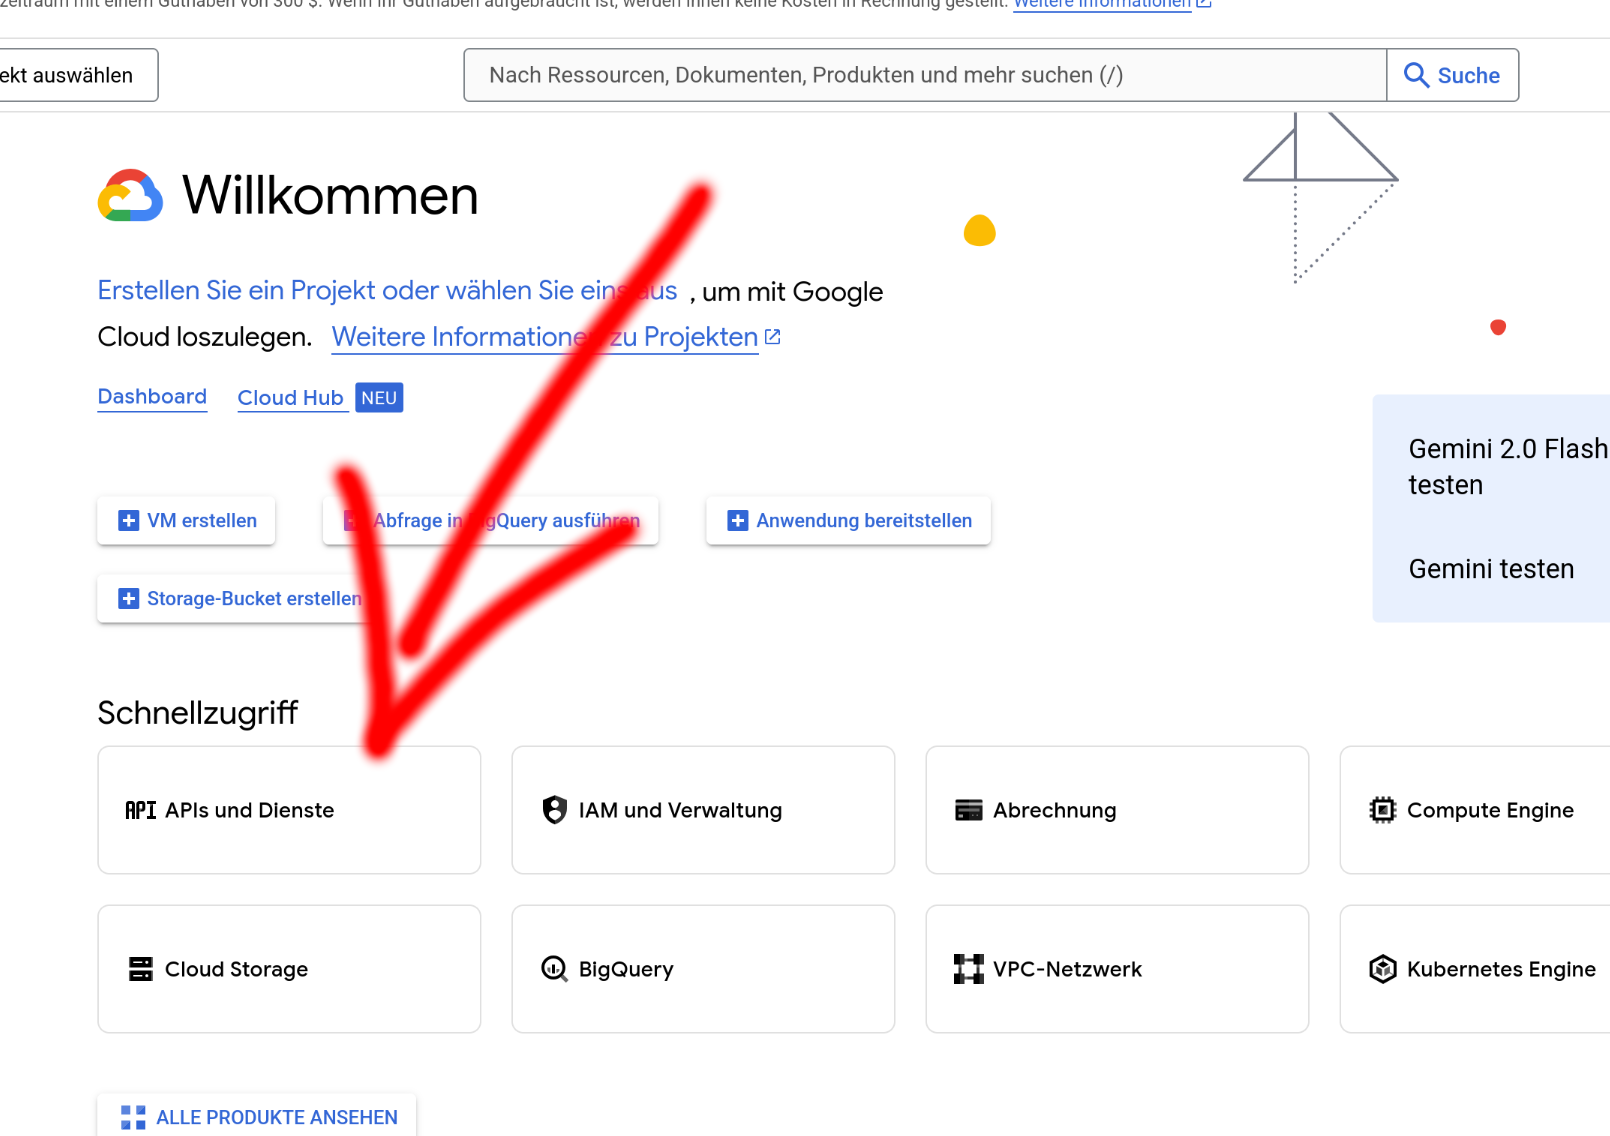 zeitraum mit einem Guthaben von 300 $. Wenn Ihr Guthaben aufgebraucht ist, werden Ihnen keine Kosten in Rechnung gestellt. Weitere Informationen
ekt auswählen
Nach Ressourcen, Dokumenten, Produkten und mehr suchen (/)
Suche
Willkommen
Erstellen Sie ein Projekt oder wählen Sie eins aus , um mit Google
Cloud loszulegen. Weitere Informationen zu Projekten
Dashboard Cloud Hub NEU
Gemini 2.0 Flash
testen
Gemini testen
VM erstellen Abfrage in BigQuery ausführen Anwendung bereitstellen
Storage-Bucket erstellen
Schnellzugriff
API APIs und Dienste IAM und Verwaltung Abrechnung Compute Engine
Cloud Storage BigQuery VPC-Netzwerk Kubernetes Engine
ALLE PRODUKTE ANSEHEN